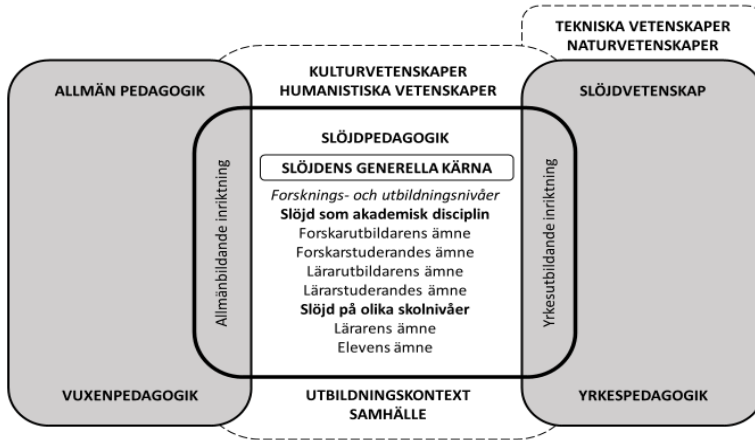 TEKNISKA VETENSKAPER
NATURVETENSKAPER
KULTURVETENSKAPER
HUMANISTISKA VETENSKAPER
ALLMÄN PEDAGOGIK
SLÖJDVETENSKAP
SLÖJDPEDAGOGIK
SLÖJDENS GENERELLA KÄRNA
Forsknings- och utbildningsnivåer
Slöjd som akademisk disciplin
Forskarutbildarens ämne
Forskarstuderandes ämne
Lärarutbildarens ämne
Lärarstuderandes ämne
Slöjd på olika skolnivåer
Lärarens ämne
Elevens ämne
Allmänbildande inriktning
Yrkesutbildande inriktning
VUXENPEDAGOGIK
UTBILDNINGSKONTEXT
SAMHÄLLE
YRKESPEDAGOGIK